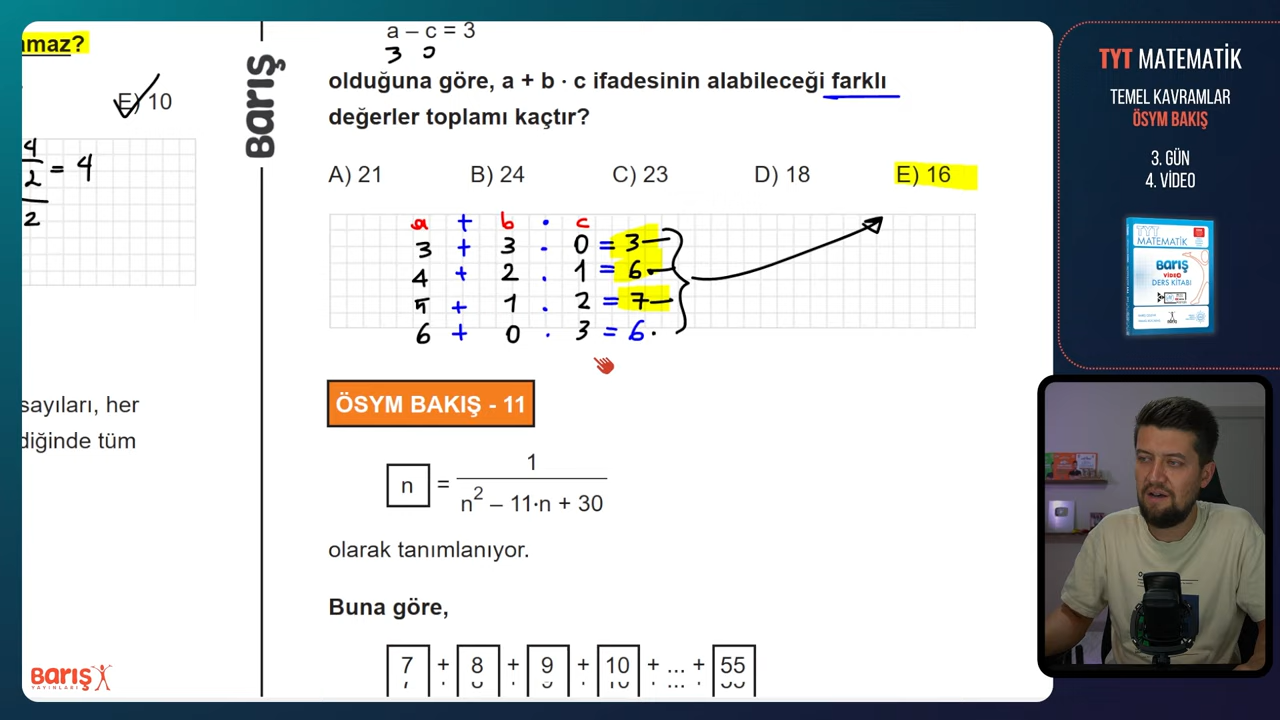 amaz?
E) 10
4
2 = 4
2
sayıları, her
diğinde tüm
BARIŞ
YAYINLARI
Barış
a – c = 3
3 0
olduğuna göre, a + b · c ifadesinin alabileceği farklı
değerler toplamı kaçtır?
A) 21 B) 24 C) 23 D) 18 E) 16
a + b · c
3 + 3 · 0 = 3
4 + 2 · 1 = 6
5 + 1 · 2 = 7
6 + 0 · 3 = 6
ÖSYM BAKIŞ - 11
n = 1 / n² – 11·n + 30
olarak tanımlanıyor.
Buna göre,
7 + 8 + 9 + 10 + ... + 55
TYT MATEMATİK
TEMEL KAVRAMLAR
ÖSYM BAKIŞ
3. GÜN
4. VİDEO
TYT
MATEMATİK
BARIŞ
VİDEO
DERS KİTABI